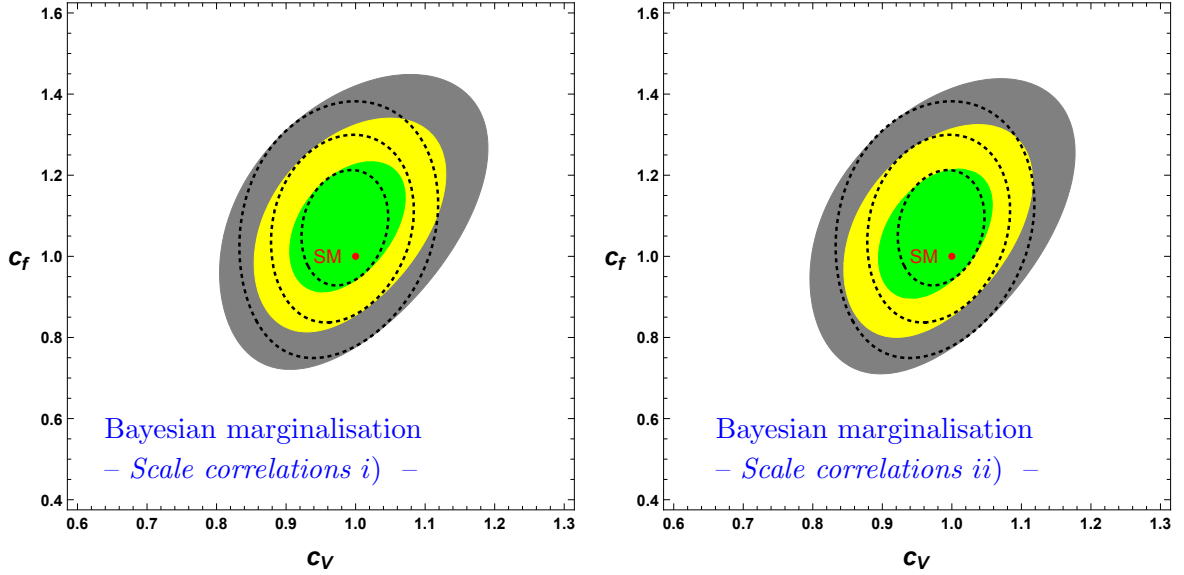 1.6
1.4
1.2
1.0
0.8
0.6
0.4
c_f
SM
Bayesian marginalisation
– Scale correlations i) –
0.6 0.7 0.8 0.9 1.0 1.1 1.2 1.3
c_V
1.6
1.4
1.2
1.0
0.8
0.6
0.4
c_f
SM
Bayesian marginalisation
– Scale correlations ii) –
0.6 0.7 0.8 0.9 1.0 1.1 1.2 1.3
c_V